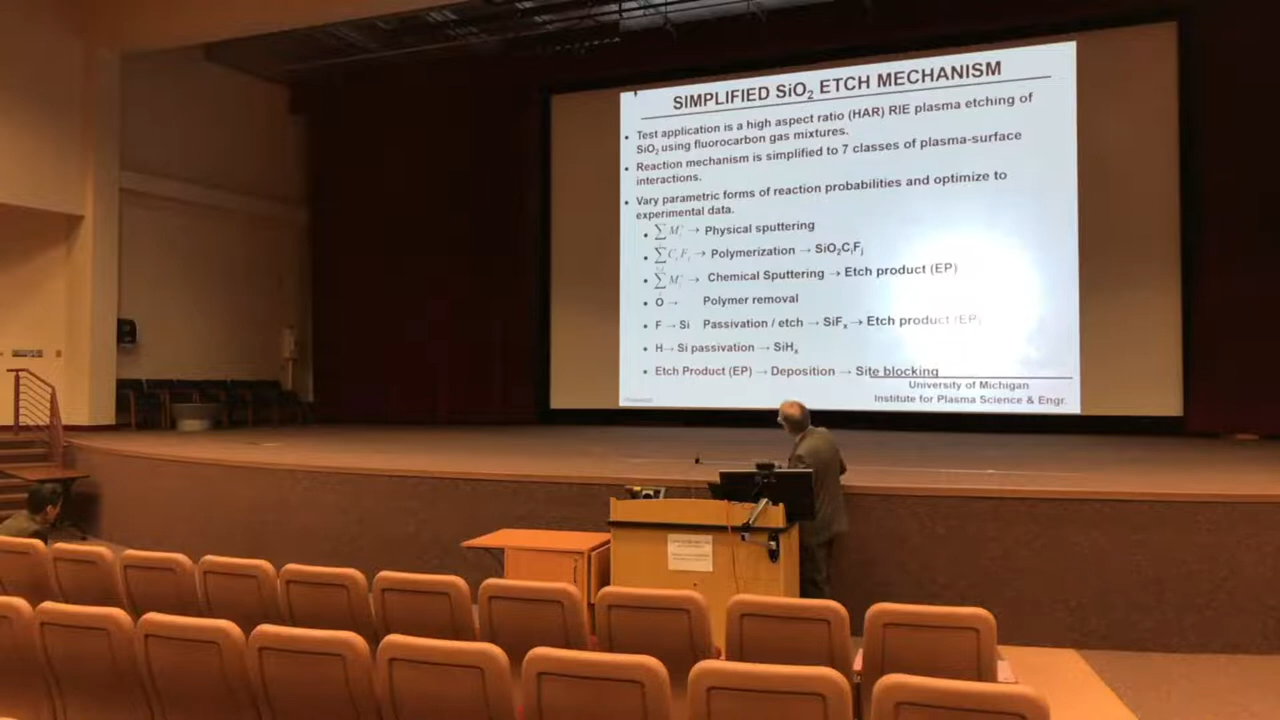 SIMPLIFIED SiO₂ ETCH MECHANISM
• Test application is a high aspect ratio (HAR) RIE plasma etching of
SiO₂ using fluorocarbon gas mixtures.
• Reaction mechanism is simplified to 7 classes of plasma-surface
interactions.
• Vary parametric forms of reaction probabilities and optimize to
experimental data.
• ∑ Mᵢ⁺ → Physical sputtering
• ∑ CᵢFⱼ → Polymerization → SiO₂CᵢFⱼ
• ∑ Mᵢ⁺ → Chemical Sputtering → Etch product (EP)
• O → Polymer removal
• F → Si Passivation / etch → SiFₓ → Etch product (EP)
• H → Si passivation → SiHₓ
• Etch Product (EP) → Deposition → Site blocking
University of Michigan
Institute for Plasma Science & Engr.